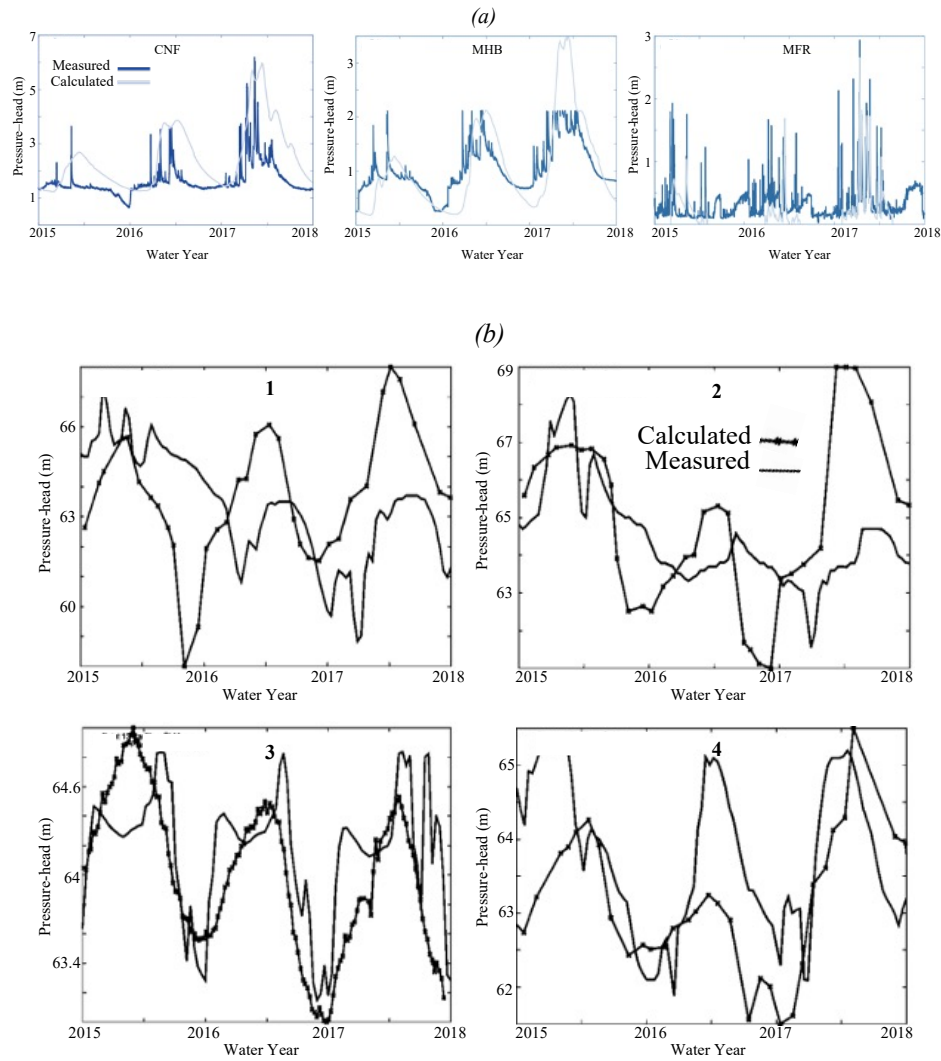 (a)
CNF
Measured
Calculated
Pressure-head (m)
7
5
3
1
2015
2016
2017
2018
Water Year
MHB
Pressure-head (m)
3
2
1
2015
2016
2017
2018
Water Year
MFR
Pressure-head (m)
3
2
1
2015
2016
2017
2018
Water Year
(b)
1
Pressure-head (m)
66
63
60
2015
2016
2017
2018
Water Year
2
Calculated
Measured
Pressure-head (m)
69
67
65
63
2015
2016
2017
2018
Water Year
3
Pressure-head (m)
64.6
64
63.4
2015
2016
2017
2018
Water Year
4
Pressure-head (m)
65
64
63
62
2015
2016
2017
2018
Water Year